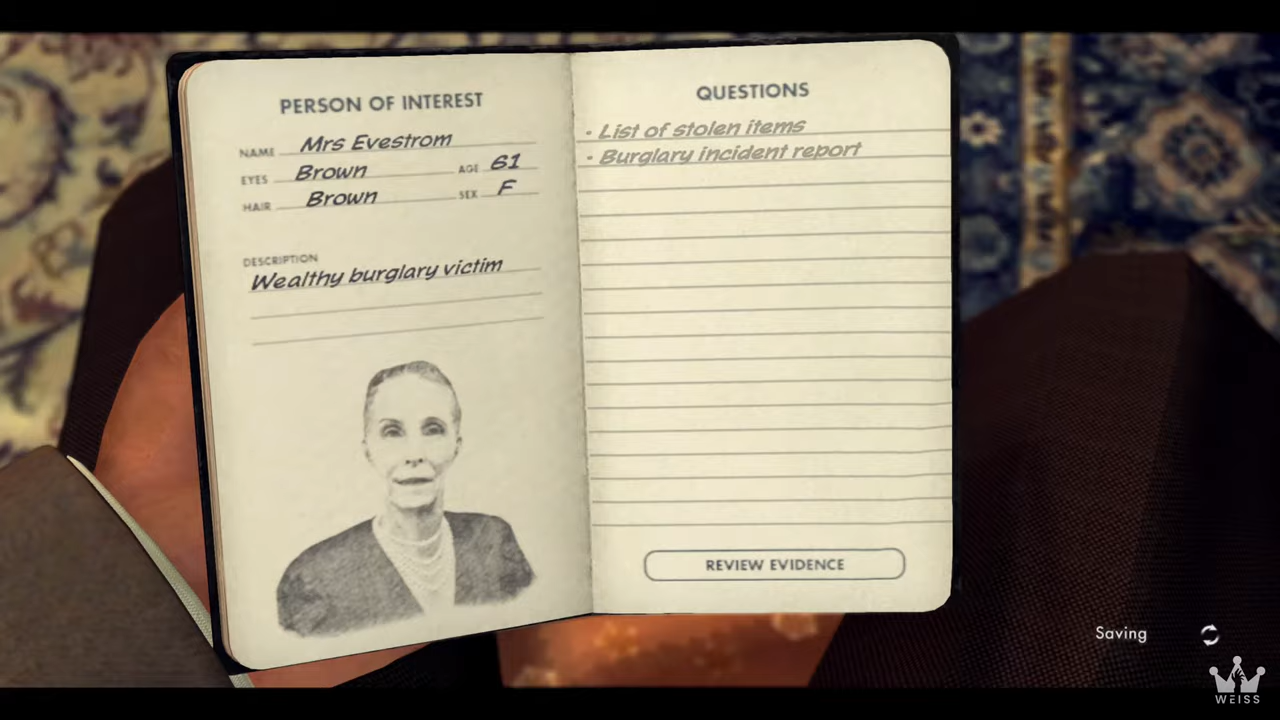 PERSON OF INTEREST
NAME Mrs Evestrom
EYES Brown AGE 61
HAIR Brown SEX F
DESCRIPTION
Wealthy burglary victim
QUESTIONS
- List of stolen items
- Burglary incident report
REVIEW EVIDENCE
Saving
WEISS